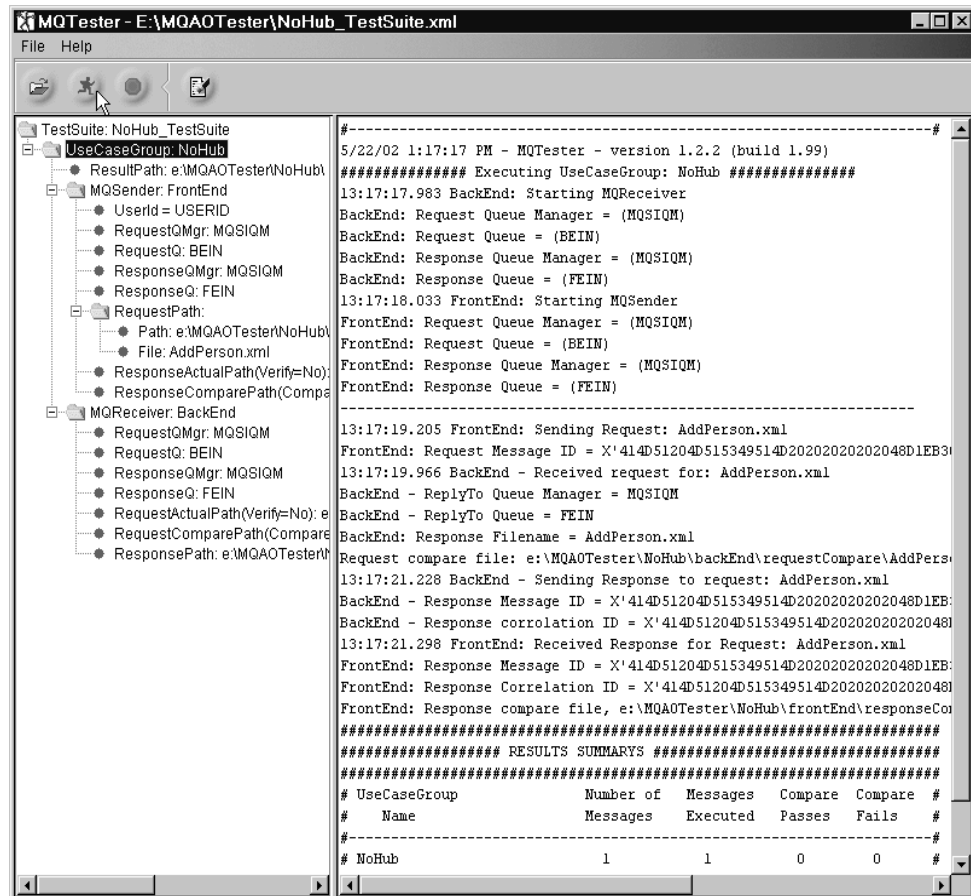 MQTester - E:\MQAOTester\NoHub_TestSuite.xml
File Help
TestSuite: NoHub_TestSuite
UseCaseGroup: NoHub
ResultPath: e:\MQAOTester\NoHub\
MQSender: FrontEnd
UserId = USERID
RequestQMgr: MQSIQM
RequestQ: BEIN
ResponseQMgr: MQSIQM
ResponseQ: FEIN
RequestPath:
Path: e:\MQAOTester\NoHub\
File: AddPerson.xml
ResponseActualPath(Verify=No):
ResponseComparePath(Compa
MQReceiver: BackEnd
RequestQMgr: MQSIQM
RequestQ: BEIN
ResponseQMgr: MQSIQM
ResponseQ: FEIN
RequestActualPath(Verify=No): e
RequestComparePath(Compare
ResponsePath: e:\MQAOTester\N
#---------------------------------------------------------------------#
5/22/02 1:17:17 PM - MQTester - version 1.2.2 (build 1.99)
############### Executing UseCaseGroup: NoHub ###############
13:17:17.983 BackEnd: Starting MQReceiver
BackEnd: Request Queue Manager = (MQSIQM)
BackEnd: Request Queue = (BEIN)
BackEnd: Response Queue Manager = (MQSIQM)
BackEnd: Response Queue = (FEIN)
13:17:18.033 FrontEnd: Starting MQSender
FrontEnd: Request Queue Manager = (MQSIQM)
FrontEnd: Request Queue = (BEIN)
FrontEnd: Response Queue Manager = (MQSIQM)
FrontEnd: Response Queue = (FEIN)
--------------------------------------------------------------------
13:17:19.205 FrontEnd: Sending Request: AddPerson.xml
FrontEnd: Request Message ID = X'414D51204D515349514D20202020202048D1EB3
13:17:19.966 BackEnd - Received request for: AddPerson.xml
BackEnd - ReplyTo Queue Manager = MQSIQM
BackEnd - ReplyTo Queue = FEIN
BackEnd: Response Filename = AddPerson.xml
Request compare file: e:\MQAOTester\NoHub\backEnd\requestCompare\AddPers
13:17:21.228 BackEnd - Sending Response to request: AddPerson.xml
BackEnd - Response Message ID = X'414D51204D515349514D20202020202048D1EB
BackEnd - Response corrolation ID = X'414D51204D515349514D20202020202048
13:17:21.298 FrontEnd: Received Response for Request: AddPerson.xml
FrontEnd: Response Message ID = X'414D51204D515349514D20202020202048D1EB
FrontEnd: Response Correlation ID = X'414D51204D515349514D20202020202048
FrontEnd: Response compare file, e:\MQAOTester\NoHub\frontEnd\responseCo
#######################################################################
################### RESULTS SUMMARYS ##################################
#######################################################################
# UseCaseGroup Number of Messages Compare Compare #
# Name Messages Executed Passes Fails #
#---------------------------------------------------------------------#
# NoHub 1 1 0 0 #